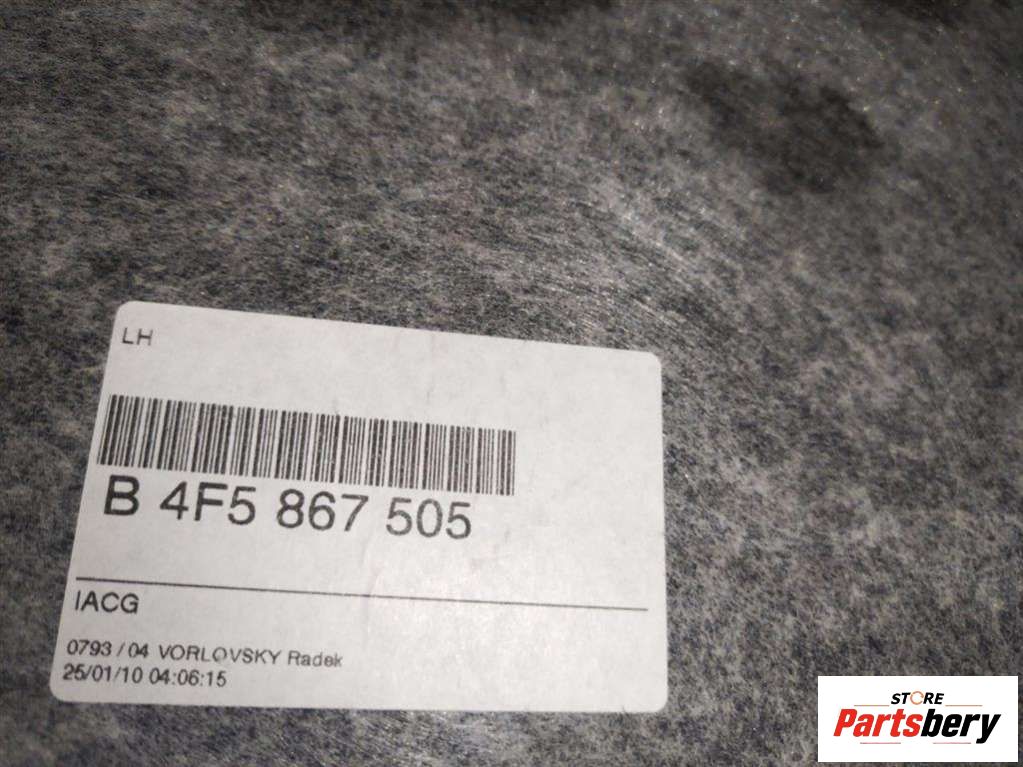 LH
B 4F5 867 505
IACG
0793 / 04 VORLOVSKY Radek
25/01/10 04:06:15
STORE
Partsbery